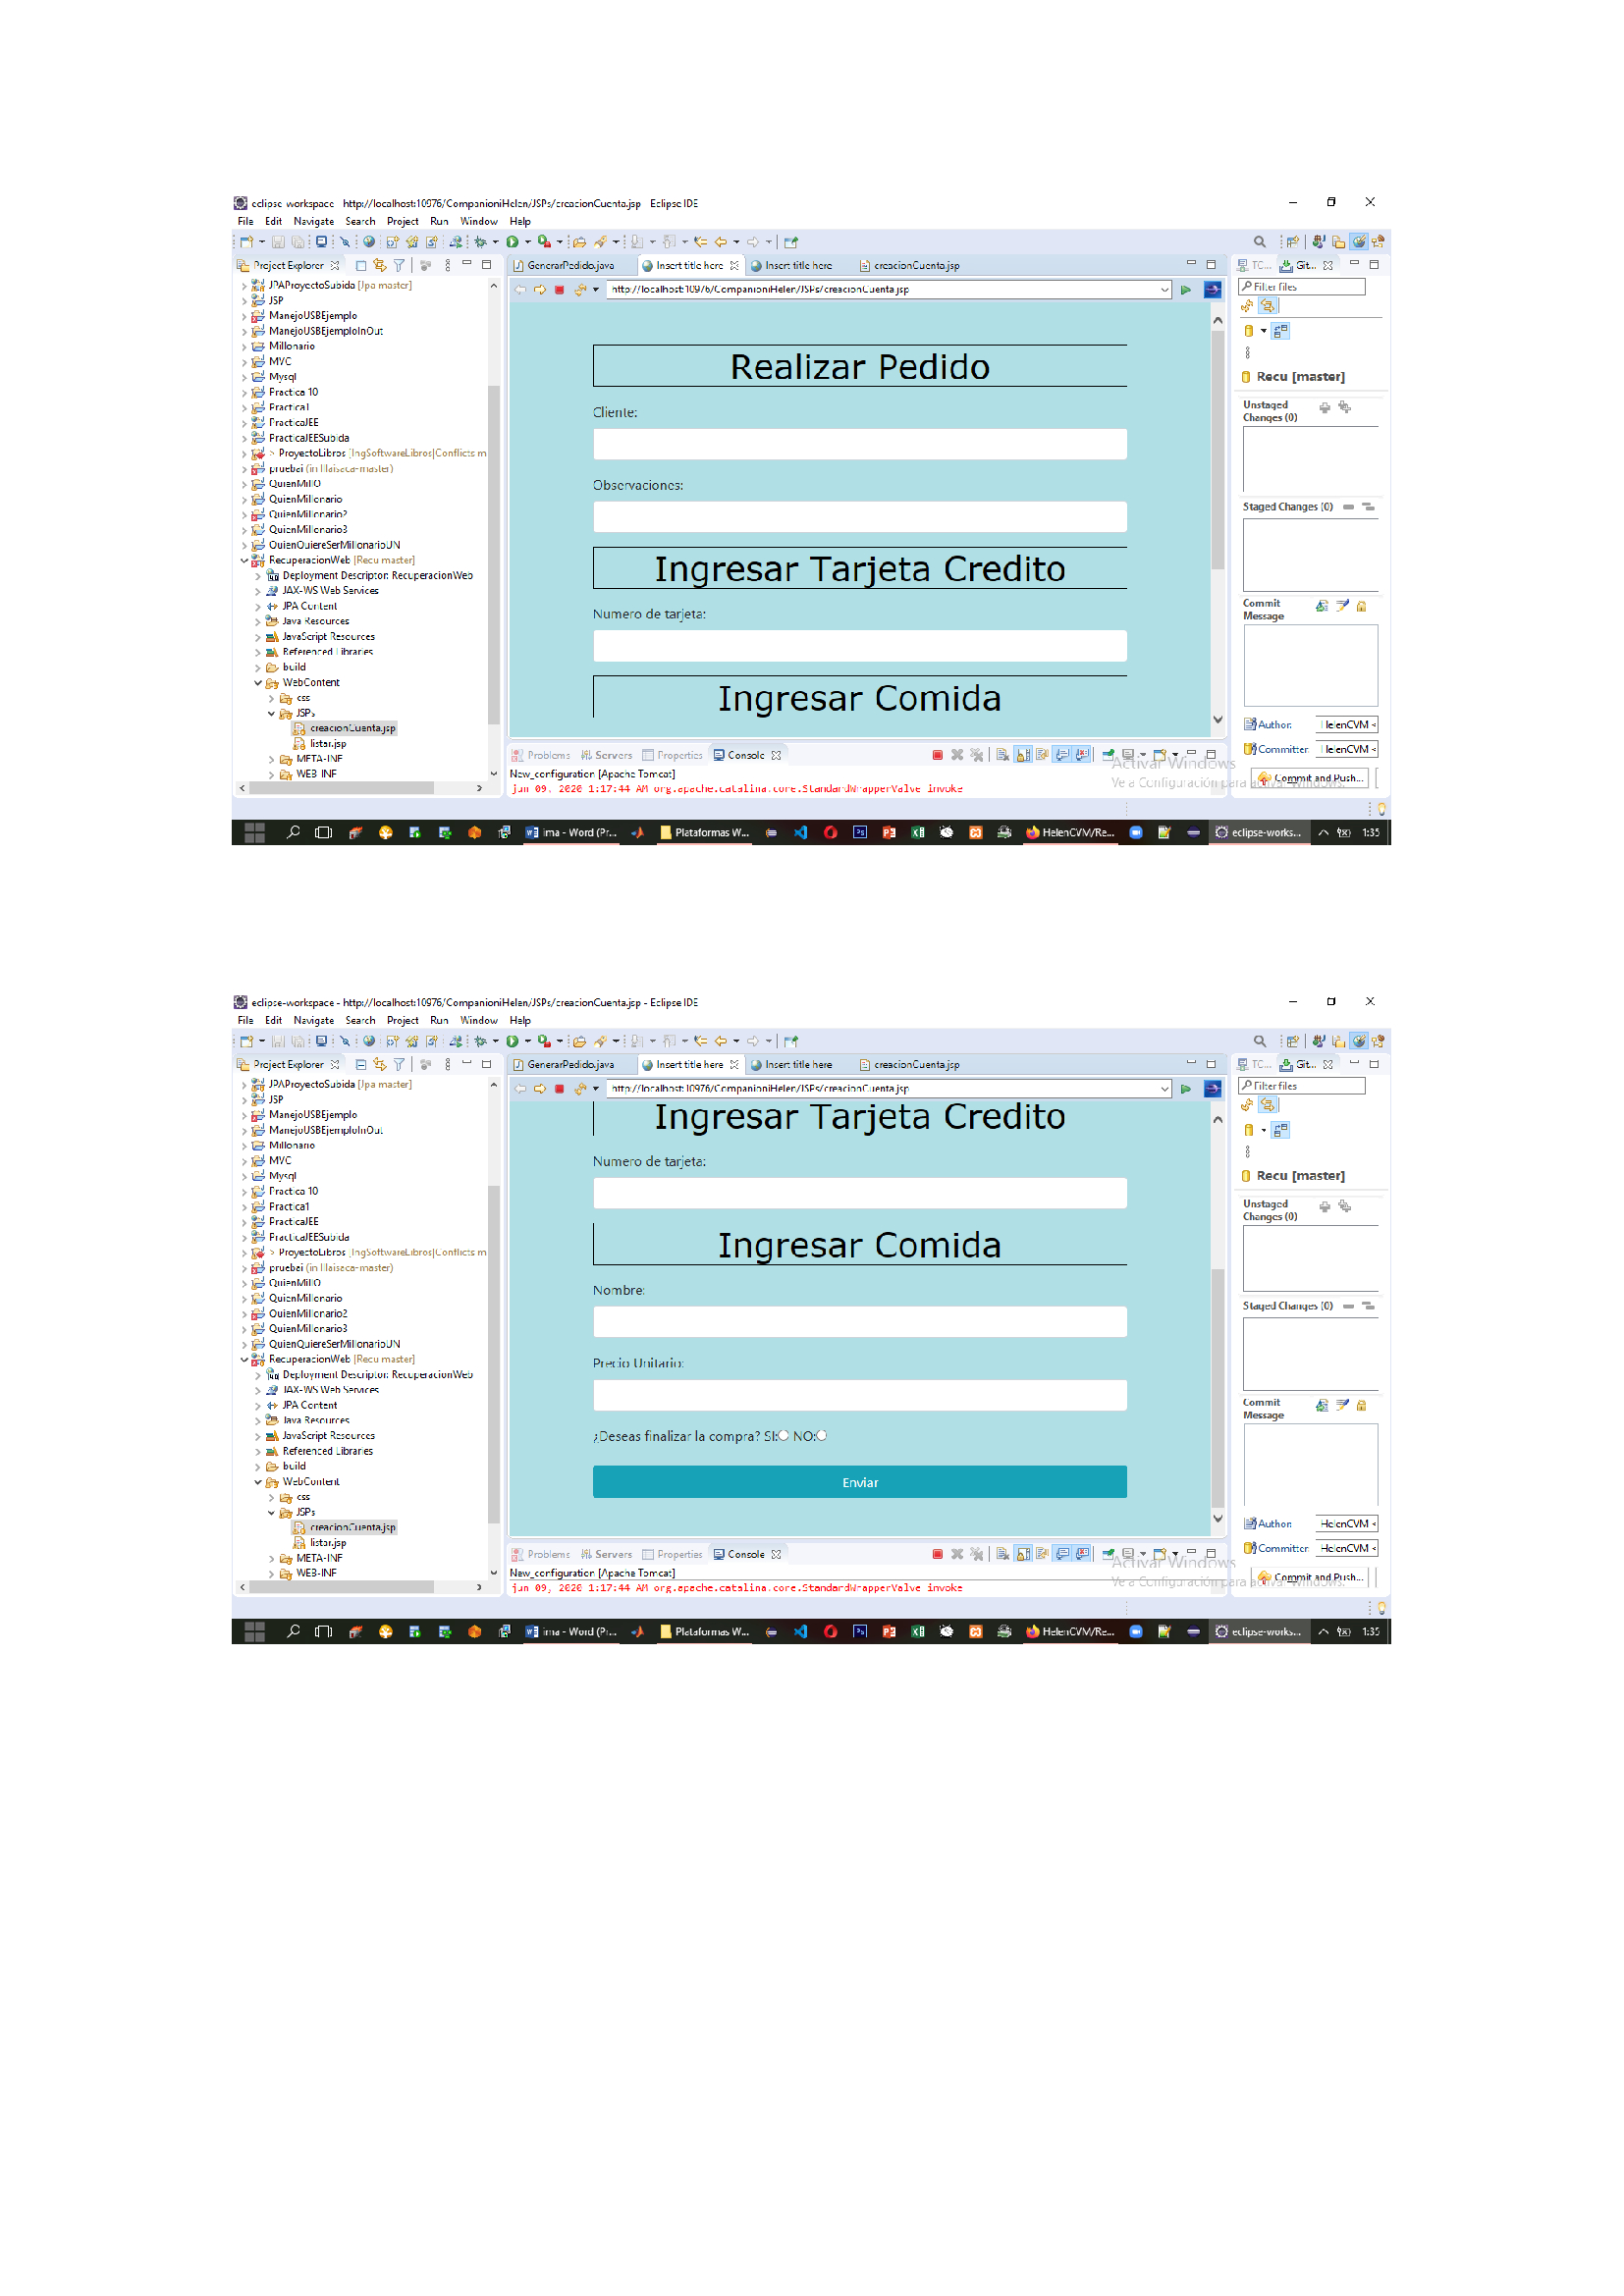 eclipse-workspace - http://localhost:10976/CompanioniHelen/JSPs/creacionCuenta.jsp - Eclipse IDE
File Edit Navigate Search Project Run Window Help
Project Explorer
GenerarPedido.java
Insert title here
Insert title here
creacionCuenta.jsp
TC...
Git...
http://localhost:10976/CompanioniHelen/JSPs/creacionCuenta.jsp
Filter files
JPAProyectoSubida [Jpa master]
JSP
ManejoUSBEjemplo
ManejoUSBEjemploInOut
Millonario
MVC
Mysql
Practica 10
Practica1
PracticaJEE
PracticaJEESubida
> ProyectoLibros [IngSoftwareLibros|Conflicts m
pruebai (in lllaisaca-master)
QuienMillO
QuienMillonario
QuienMillonario2
QuienMillonario3
QuienQuiereSerMillonarioUN
RecuperacionWeb [Recu master]
Deployment Descriptor: RecuperacionWeb
JAX-WS Web Services
JPA Content
Java Resources
JavaScript Resources
Referenced Libraries
build
WebContent
css
JSPs
creacionCuenta.jsp
listar.jsp
META-INF
WEB-INF
Realizar Pedido
Cliente:
Observaciones:
Ingresar Tarjeta Credito
Numero de tarjeta:
Ingresar Comida
Recu [master]
Unstaged
Changes (0)
Staged Changes (0)
Commit
Message
Author: HelenCVM <
Committer: HelenCVM <
Commit and Push...
Problems Servers Properties Console
New_configuration [Apache Tomcat]
jun 09, 2020 1:17:44 AM org.apache.catalina.core.StandardWrapperValve invoke
Activar Windows
Ve a Configuración para activar Windows.
ima - Word (Pr...
Plataformas W...
HelenCVM/Re...
eclipse-works...
1:35
eclipse-workspace - http://localhost:10976/CompanioniHelen/JSPs/creacionCuenta.jsp - Eclipse IDE
File Edit Navigate Search Project Run Window Help
Project Explorer
GenerarPedido.java
Insert title here
Insert title here
creacionCuenta.jsp
TC...
Git...
http://localhost:10976/CompanioniHelen/JSPs/creacionCuenta.jsp
Filter files
JPAProyectoSubida [Jpa master]
JSP
ManejoUSBEjemplo
ManejoUSBEjemploInOut
Millonario
MVC
Mysql
Practica 10
Practica1
PracticaJEE
PracticaJEESubida
> ProyectoLibros [IngSoftwareLibros|Conflicts m
pruebai (in lllaisaca-master)
QuienMillO
QuienMillonario
QuienMillonario2
QuienMillonario3
QuienQuiereSerMillonarioUN
RecuperacionWeb [Recu master]
Deployment Descriptor: RecuperacionWeb
JAX-WS Web Services
JPA Content
Java Resources
JavaScript Resources
Referenced Libraries
build
WebContent
css
JSPs
creacionCuenta.jsp
listar.jsp
META-INF
WEB-INF
Ingresar Tarjeta Credito
Numero de tarjeta:
Ingresar Comida
Nombre:
Precio Unitario:
¿Deseas finalizar la compra? SI: NO:
Enviar
Recu [master]
Unstaged
Changes (0)
Staged Changes (0)
Commit
Message
Author: HelenCVM <
Committer: HelenCVM <
Commit and Push...
Problems Servers Properties Console
New_configuration [Apache Tomcat]
jun 09, 2020 1:17:44 AM org.apache.catalina.core.StandardWrapperValve invoke
Activar Windows
Ve a Configuración para activar Windows.
ima - Word (Pr...
Plataformas W...
HelenCVM/Re...
eclipse-works...
1:35